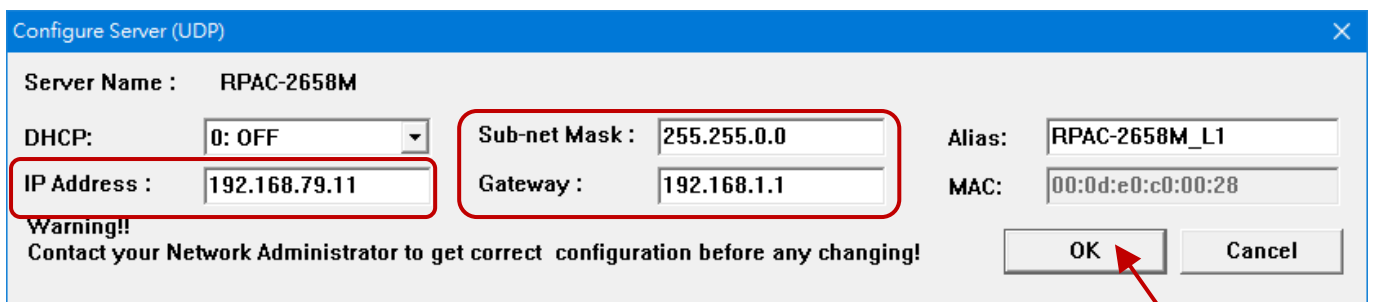 Configure Server (UDP)
Server Name : RPAC-2658M
DHCP: 0: OFF Sub-net Mask : 255.255.0.0 Alias: RPAC-2658M_L1
IP Address : 192.168.79.11 Gateway : 192.168.1.1 MAC: 00:0d:e0:c0:00:28
Warning!!
Contact your Network Administrator to get correct configuration before any changing!
OK Cancel